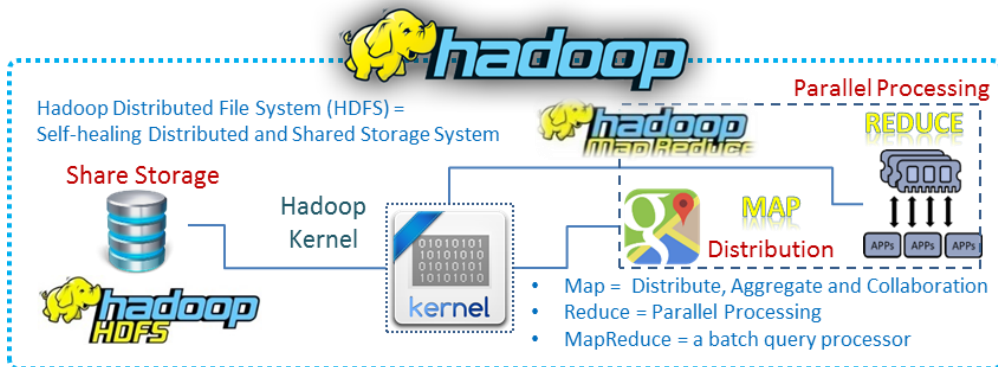 hadoop
Parallel Processing
Hadoop Distributed File System (HDFS) =
Self-healing Distributed and Shared Storage System
hadoop
Map Reduce
REDUCE
Share Storage
Hadoop
Kernel
MAP
Distribution
APPs APPs APPs
01010101
10101010
01010101
10101010
kernel
hadoop
HDFS
• Map = Distribute, Aggregate and Collaboration
• Reduce = Parallel Processing
• MapReduce = a batch query processor